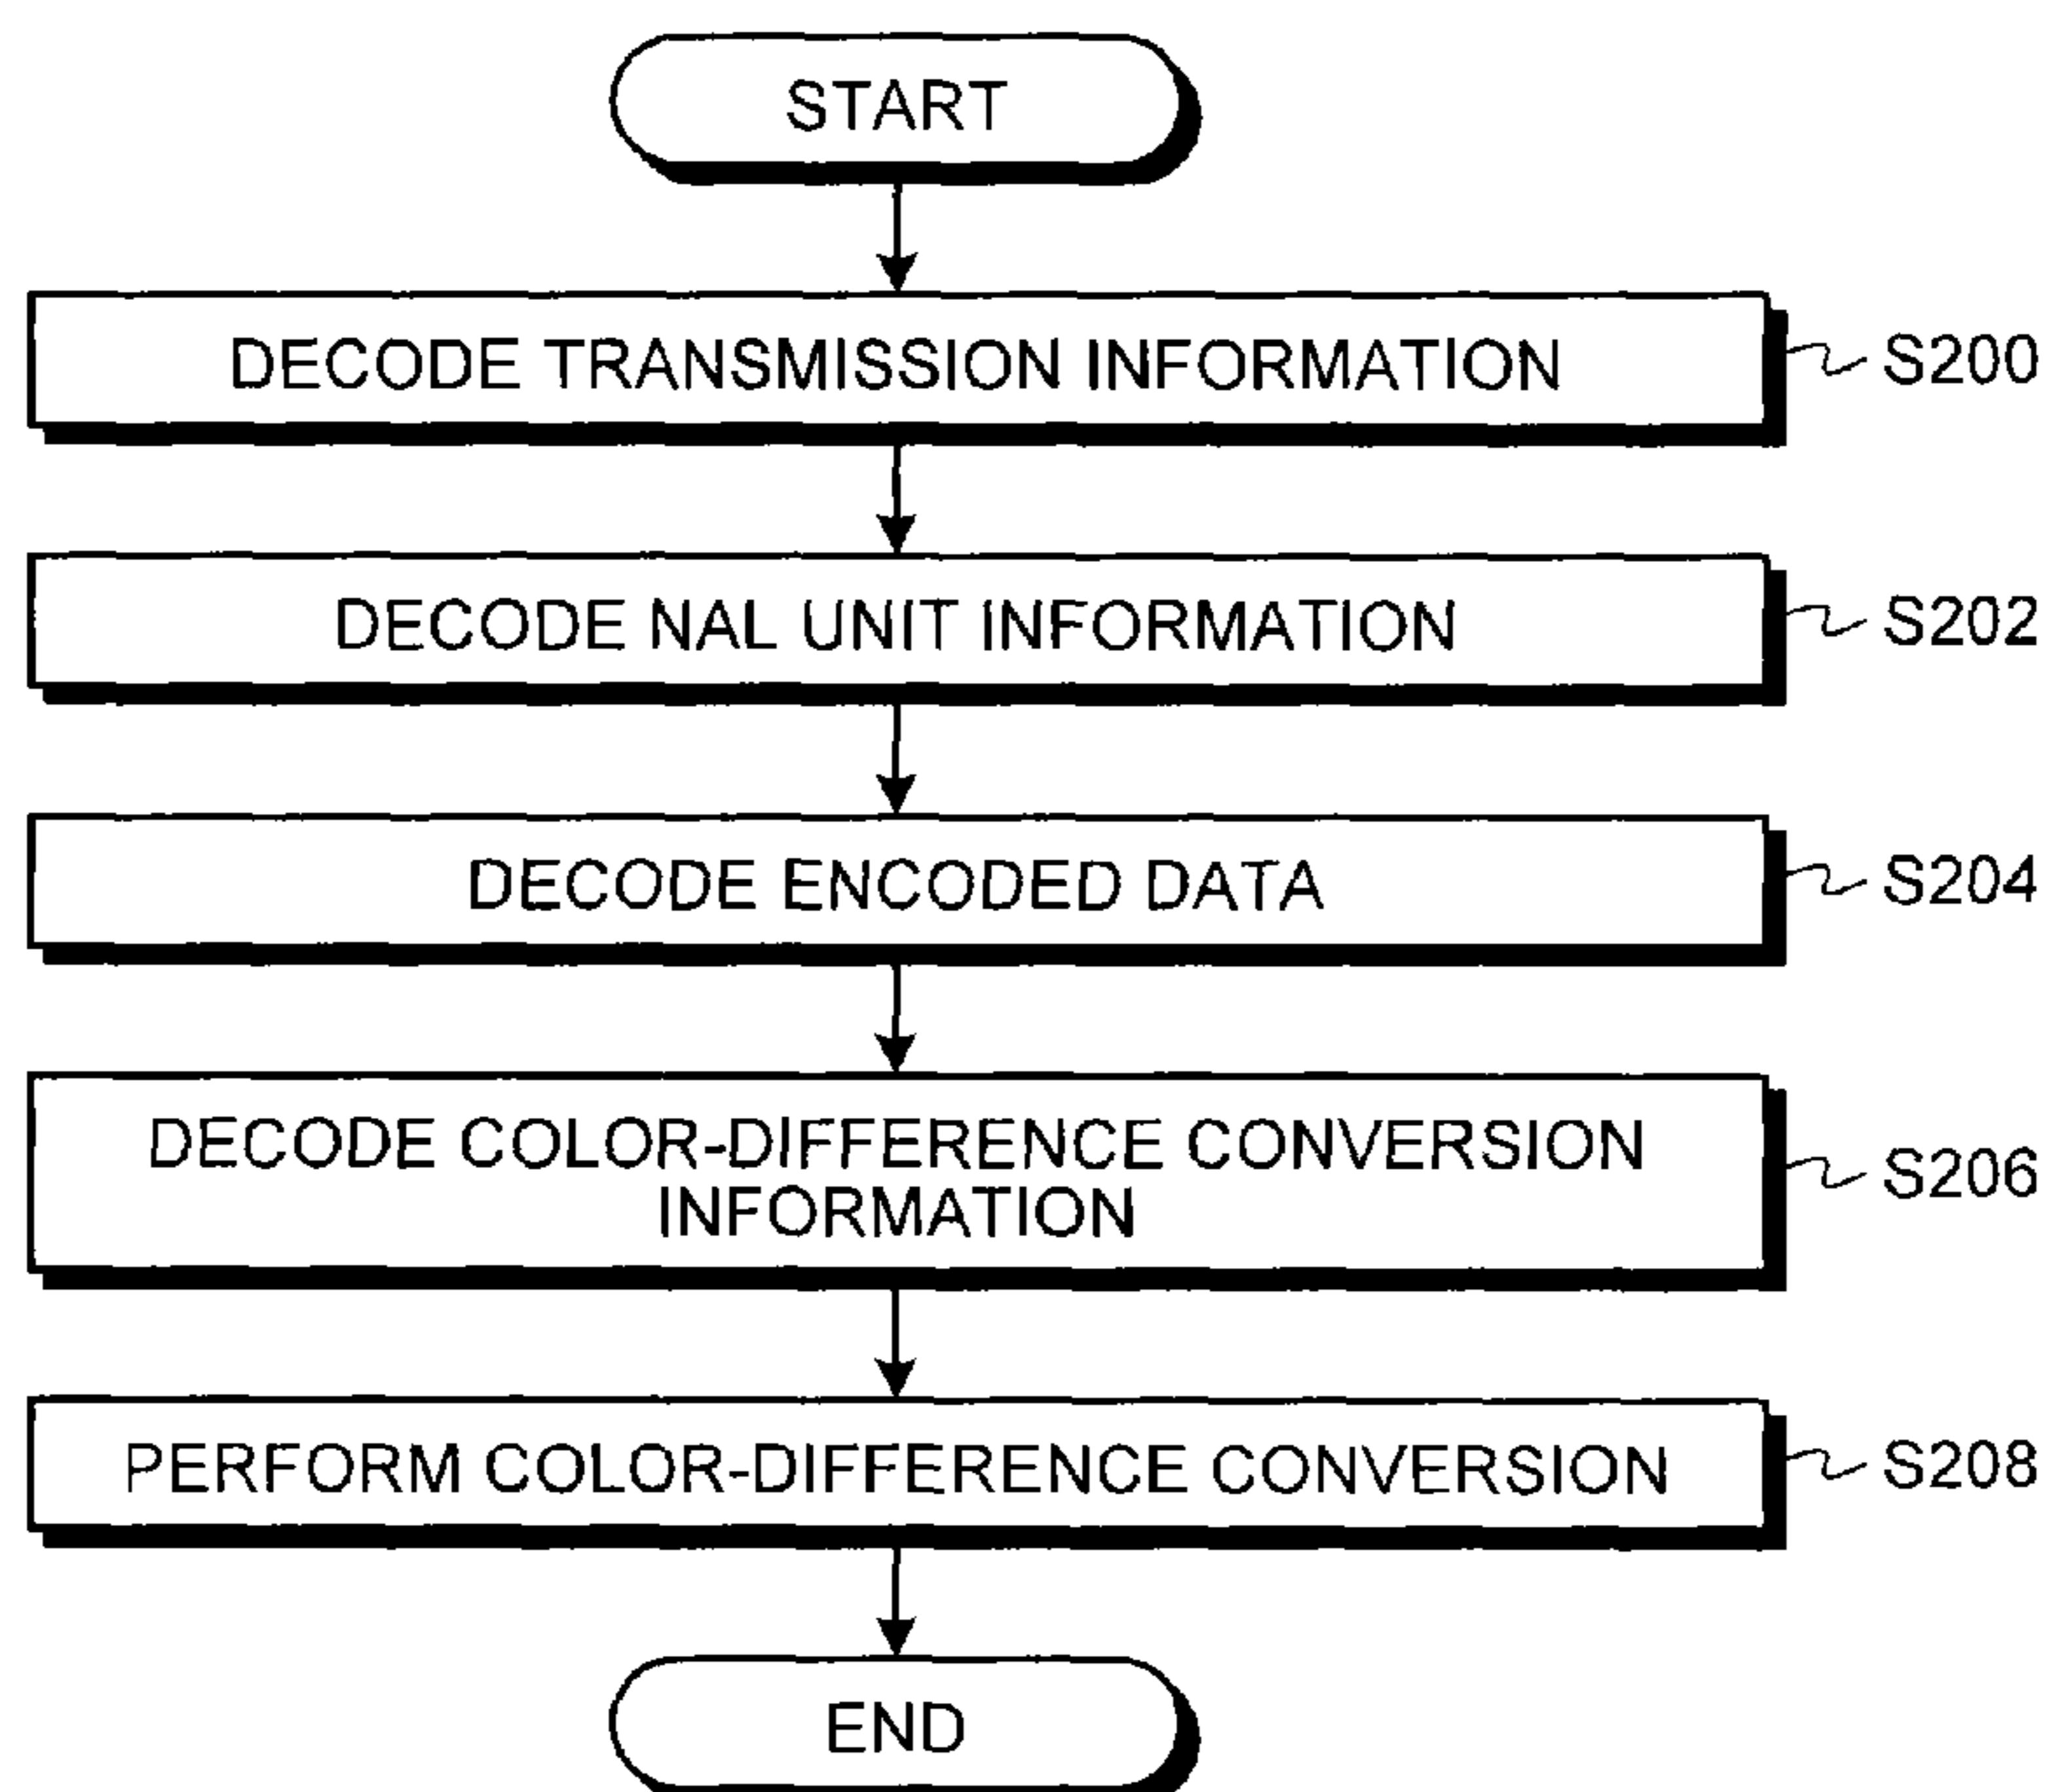 START
DECODE TRANSMISSION INFORMATION
S200
DECODE NAL UNIT INFORMATION
S202
DECODE ENCODED DATA
S204
DECODE COLOR-DIFFERENCE CONVERSION
INFORMATION
S206
PERFORM COLOR-DIFFERENCE CONVERSION
S208
END